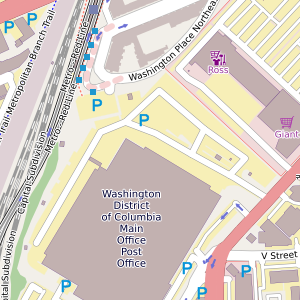 Trail-Metropolitan-Branch-Trail
Metro-Red Line
Metro-Red Line
Capital-Subdivision
Washington Place Northeast
Ross
Giant
P
P
Washington
District
of Columbia
Main
Office
Post
Office
V Street
P
P
P
P
Capital Subdivision